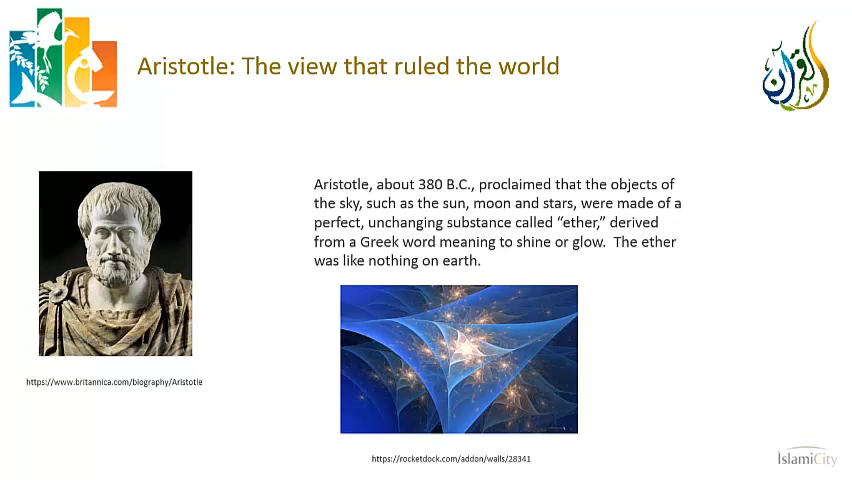 Aristotle: The view that ruled the world
القرآن
Aristotle, about 380 B.C., proclaimed that the objects of
the sky, such as the sun, moon and stars, were made of a
perfect, unchanging substance called “ether,” derived
from a Greek word meaning to shine or glow.  The ether
was like nothing on earth.
https://www.britannica.com/biography/Aristotle
https://rocketdock.com/addon/walls/28341
IslamiCity